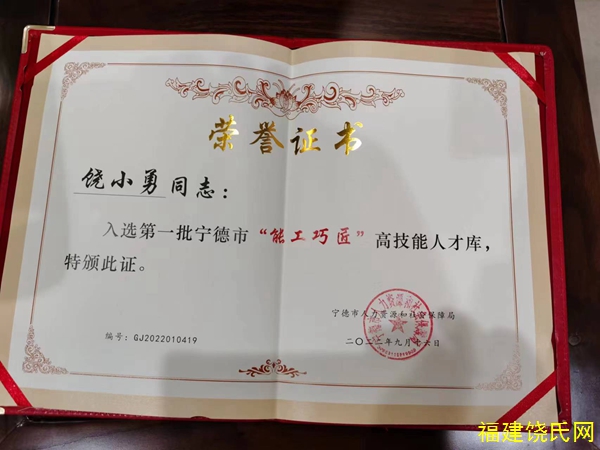 荣誉证书
饶小勇同志：
入选第一批宁德市“能工巧匠”高技能人才库，
特颁此证。
宁德市人力资源和社会保障局
编号：GJ2022010419
二〇二二年九月十六日
福建饶氏网